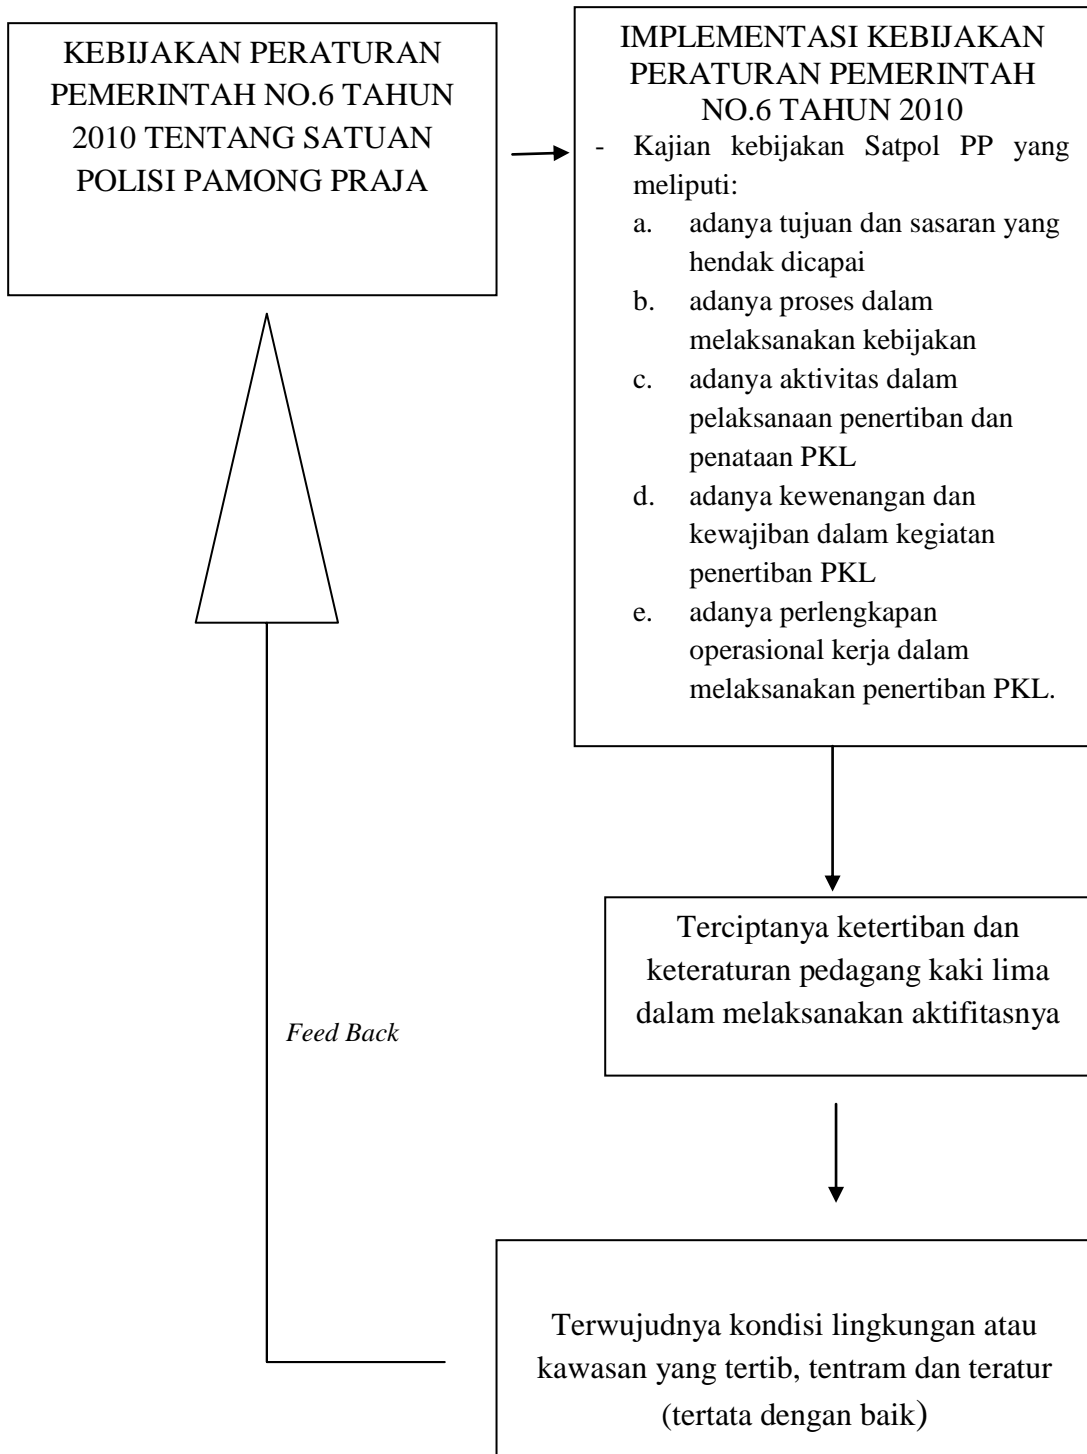 KEBIJAKAN PERATURAN
PEMERINTAH NO.6 TAHUN
2010 TENTANG SATUAN
POLISI PAMONG PRAJA
IMPLEMENTASI KEBIJAKAN
PERATURAN PEMERINTAH
NO.6 TAHUN 2010
- Kajian kebijakan Satpol PP yang
meliputi:
a. adanya tujuan dan sasaran yang
hendak dicapai
b. adanya proses dalam
melaksanakan kebijakan
c. adanya aktivitas dalam
pelaksanaan penertiban dan
penataan PKL
d. adanya kewenangan dan
kewajiban dalam kegiatan
penertiban PKL
e. adanya perlengkapan
operasional kerja dalam
melaksanakan penertiban PKL.
Terciptanya ketertiban dan
keteraturan pedagang kaki lima
dalam melaksanakan aktifitasnya
Feed Back
Terwujudnya kondisi lingkungan atau
kawasan yang tertib, tentram dan teratur
(tertata dengan baik)